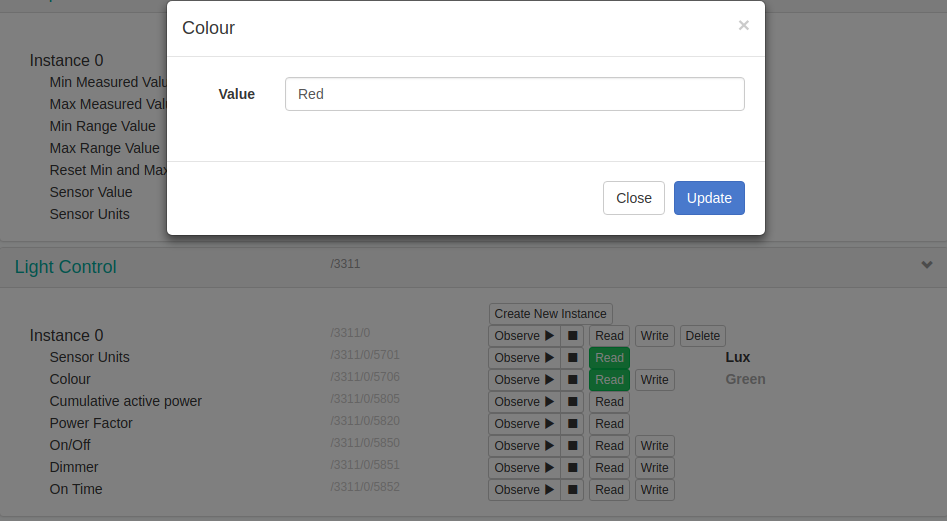 Colour ×
Value Red
Close Update
Instance 0
Min Measured Valu
Max Measured Val
Min Range Value
Max Range Value
Reset Min and Max
Sensor Value
Sensor Units
Light Control /3311
Create New Instance
Instance 0 /3311/0 Observe ▶ ■ Read Write Delete
Sensor Units /3311/0/5701 Observe ▶ ■ Read Lux
Colour /3311/0/5706 Observe ▶ ■ Read Write Green
Cumulative active power /3311/0/5805 Observe ▶ ■ Read
Power Factor /3311/0/5820 Observe ▶ ■ Read
On/Off /3311/0/5850 Observe ▶ ■ Read Write
Dimmer /3311/0/5851 Observe ▶ ■ Read Write
On Time /3311/0/5852 Observe ▶ ■ Read Write